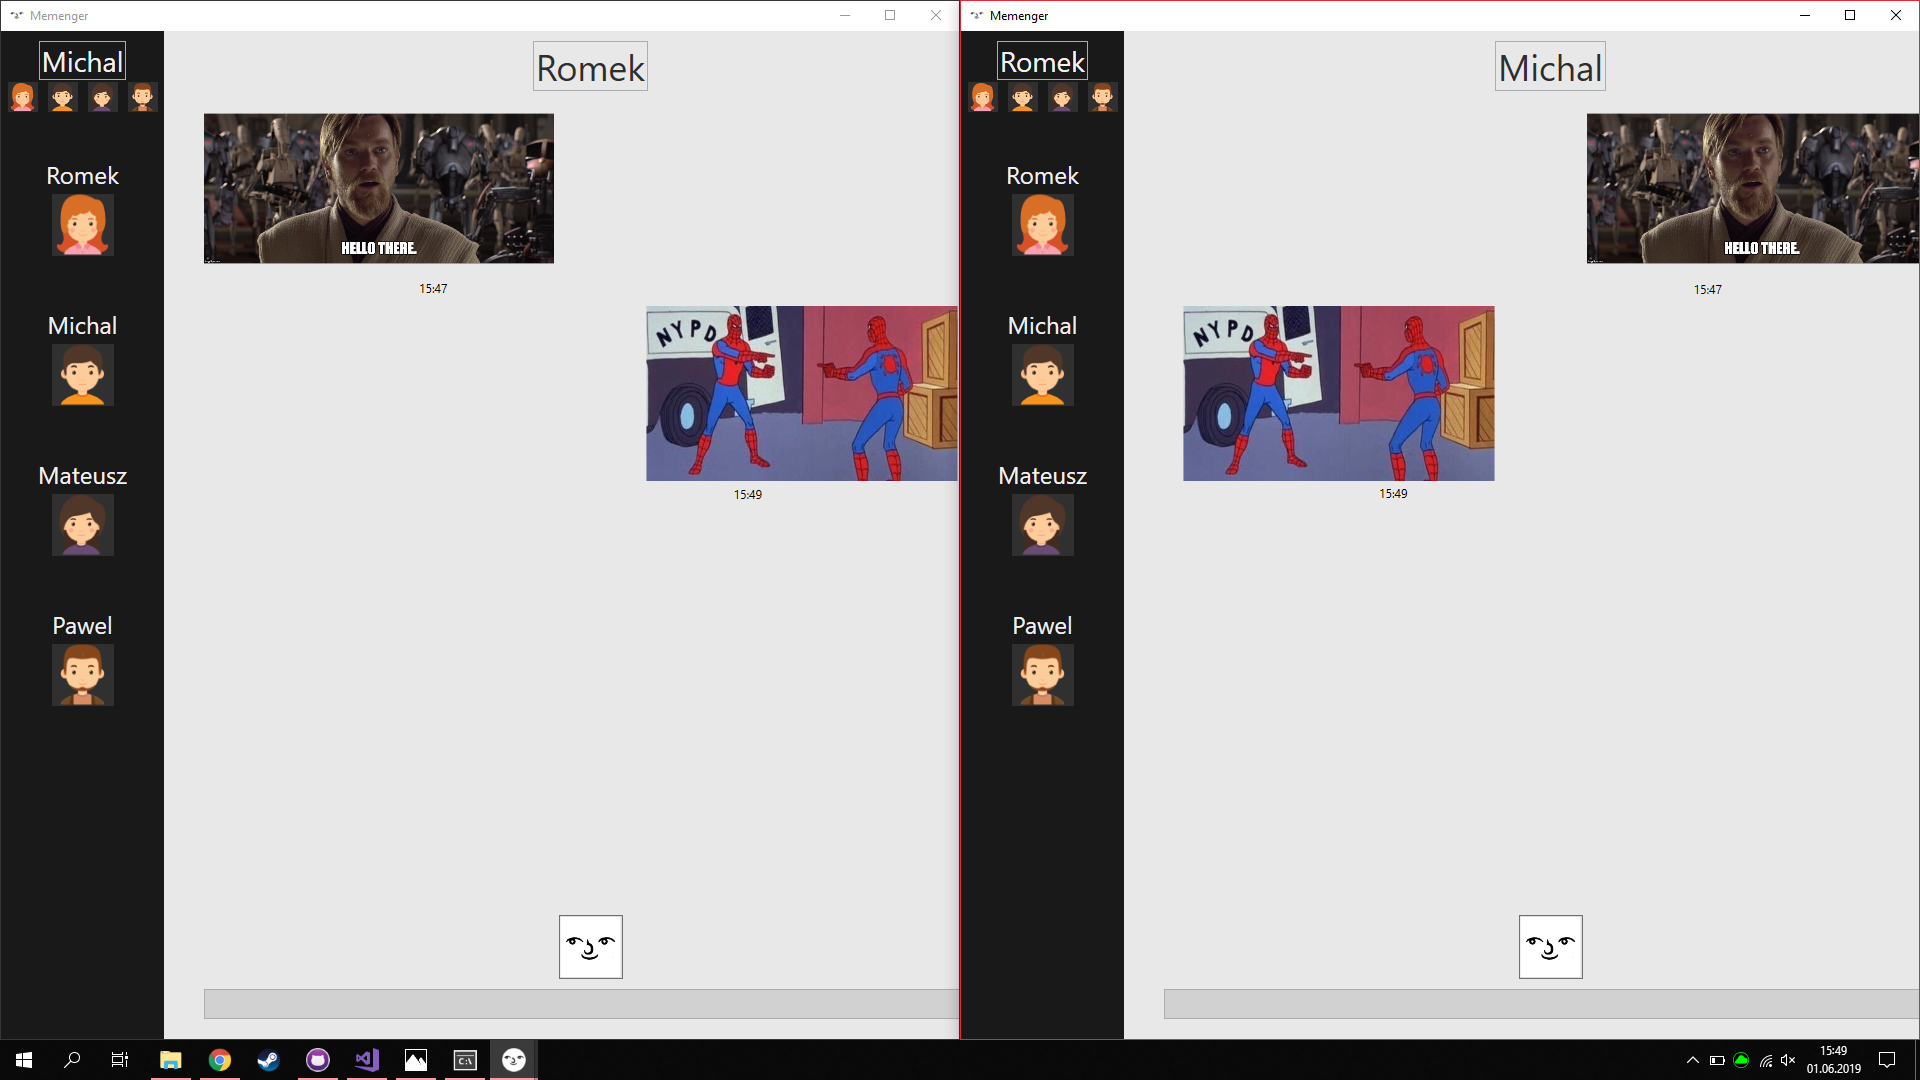 Memenger
Michal
Romek
Romek
Michal
Mateusz
Pawel
HELLO THERE.
15:47
NYPD
15:49
Memenger
Romek
Michal
Romek
Michal
Mateusz
Pawel
HELLO THERE.
15:47
NYPD
15:49
C:\
15:49
01.06.2019